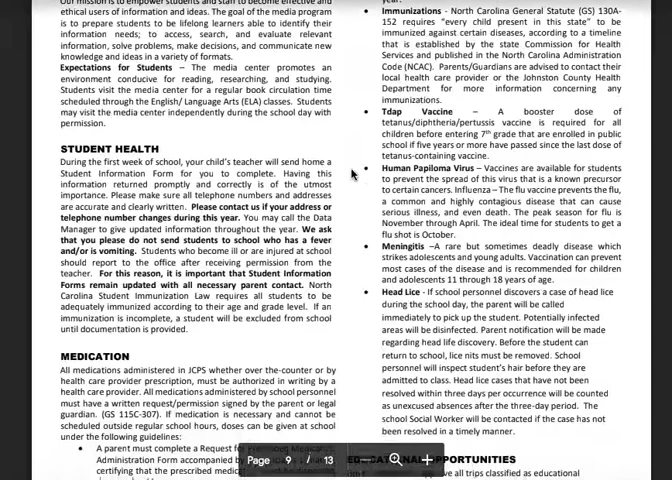 Our mission is to empower students and staff to become effective and
ethical users of information and ideas. The goal of the media program
is to prepare students to be lifelong learners able to identify their
information needs; to access, search, and evaluate relevant
information, solve problems, make decisions, and communicate new
knowledge and ideas in a variety of formats.
Expectations for Students – The media center promotes an
environment conducive for reading, researching, and studying.
Students visit the media center for a regular book circulation time
scheduled through the English/ Language Arts (ELA) classes. Students
may visit the media center independently during the school day with
permission.
STUDENT HEALTH
During the first week of school, your child's teacher will send home a
Student Information Form for you to complete. Having this
information returned promptly and correctly is of the utmost
importance. Please make sure all telephone numbers and addresses
are accurate and clearly written. Please contact us if your address or
telephone number changes during this year. You may call the Data
Manager to give updated information throughout the year. We ask
that you please do not send students to school who has a fever
and/or is vomiting. Students who become ill or are injured at school
should report to the office after receiving permission from the
teacher. For this reason, it is important that Student Information
Forms remain updated with all necessary parent contact. North
Carolina Student Immunization Law requires all students to be
adequately immunized according to their age and grade level. If an
immunization is incomplete, a student will be excluded from school
until documentation is provided.
MEDICATION
All medications administered in JCPS whether over the-counter or by
health care provider prescription, must be authorized in writing by a
health care provider. All medications administered by school personnel
must have a written request/permission signed by the parent or legal
guardian. (GS 115C-307). If medication is necessary and cannot be
scheduled outside regular school hours, doses can be given at school
under the following guidelines:
• A parent must complete a Request for
Administration Form accompanied by
certifying that the prescribed
year.
• Immunizations - North Carolina General Statute (GS) 130A-
152 requires "every child present in this state" to be
immunized against certain diseases, according to a timeline
that is established by the state Commission for Health
Services and published in the North Carolina Administration
Code (NCAC). Parents/Guardians are advised to contact their
local health care provider or the Johnston County Health
Department for more information concerning any
immunizations.
• Tdap Vaccine – A booster dose of
tetanus/diphtheria/pertussis vaccine is required for all
children before entering 7th grade that are enrolled in public
school if five years or more have passed since the last dose of
tetanus-containing vaccine.
• Human Papiloma Virus – Vaccines are available for students
to prevent the spread of this virus that is a known precursor
to certain cancers. Influenza – The flu vaccine prevents the flu,
a common and highly contagious disease that can cause
serious illness, and even death. The peak season for flu is
November through April. The ideal time for students to get a
flu shot is October.
• Meningitis –A rare but sometimes deadly disease which
strikes adolescents and young adults. Vaccination can prevent
most cases of the disease and is recommended for children
and adolescents 11 through 18 years of age.
• Head Lice - If school personnel discovers a case of head lice
during the school day, the parent will be called
immediately to pick up the student. Potentially infected
areas will be disinfected. Parent notification will be made
regarding head life discovery. Before the student can
return to school, lice nits must be removed. School
personnel will inspect student's hair before they are
admitted to class. Head lice cases that have not been
resolved within three days per occurrence will be counted
as unexcused absences after the three-day period. The
school Social Worker will be contacted if the case has not
been resolved in a timely manner.
EDUCATIONAL OPPORTUNITIES
all trips classified as educational
Page 9 / 13